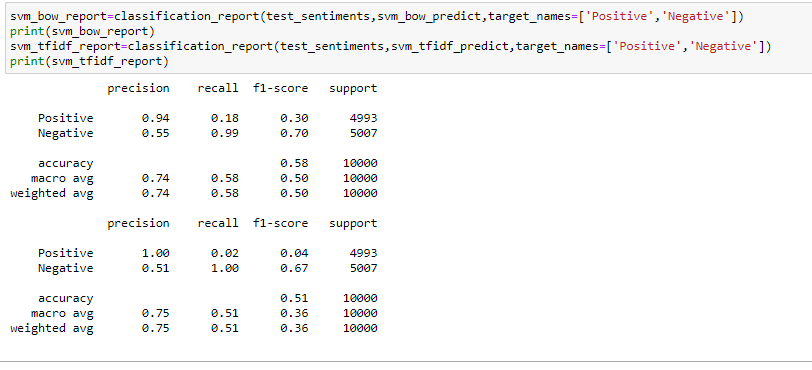 svm_bow_report=classification_report(test_sentiments,svm_bow_predict,target_names=['Positive','Negative'])
print(svm_bow_report)
svm_tfidf_report=classification_report(test_sentiments,svm_tfidf_predict,target_names=['Positive','Negative'])
print(svm_tfidf_report)
precision recall f1-score support
Positive 0.94 0.18 0.30 4993
Negative 0.55 0.99 0.70 5007
accuracy 0.58 10000
macro avg 0.74 0.58 0.50 10000
weighted avg 0.74 0.58 0.50 10000
precision recall f1-score support
Positive 1.00 0.02 0.04 4993
Negative 0.51 1.00 0.67 5007
accuracy 0.51 10000
macro avg 0.75 0.51 0.36 10000
weighted avg 0.75 0.51 0.36 10000